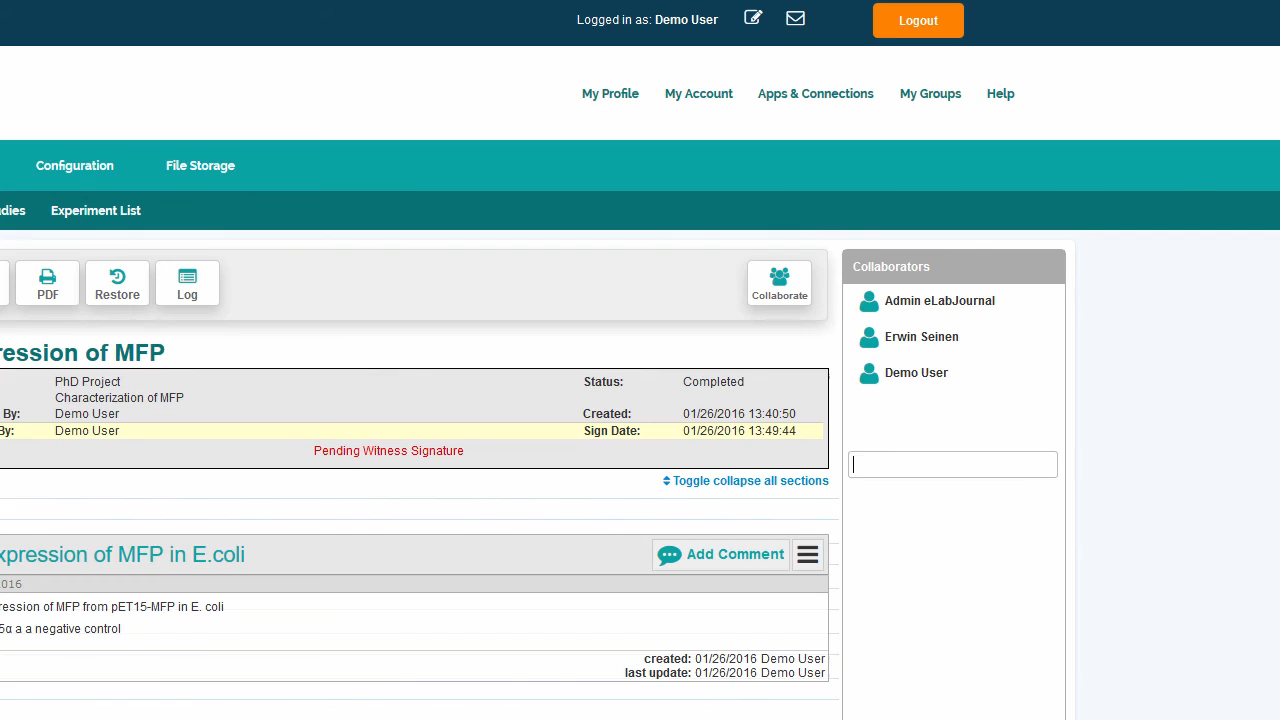 Logged in as: Demo User
Logout
My Profile My Account Apps & Connections My Groups Help
Configuration File Storage
dies Experiment List
PDF Restore Log Collaborate
ression of MFP
PhD Project Status: Completed
Characterization of MFP
By: Demo User Created: 01/26/2016 13:40:50
By: Demo User Sign Date: 01/26/2016 13:49:44
Pending Witness Signature
Toggle collapse all sections
xpression of MFP in E.coli Add Comment
2016
ression of MFP from pET15-MFP in E. coli
5α a a negative control
created: 01/26/2016 Demo User
last update: 01/26/2016 Demo User
Collaborators
Admin eLabJournal
Erwin Seinen
Demo User